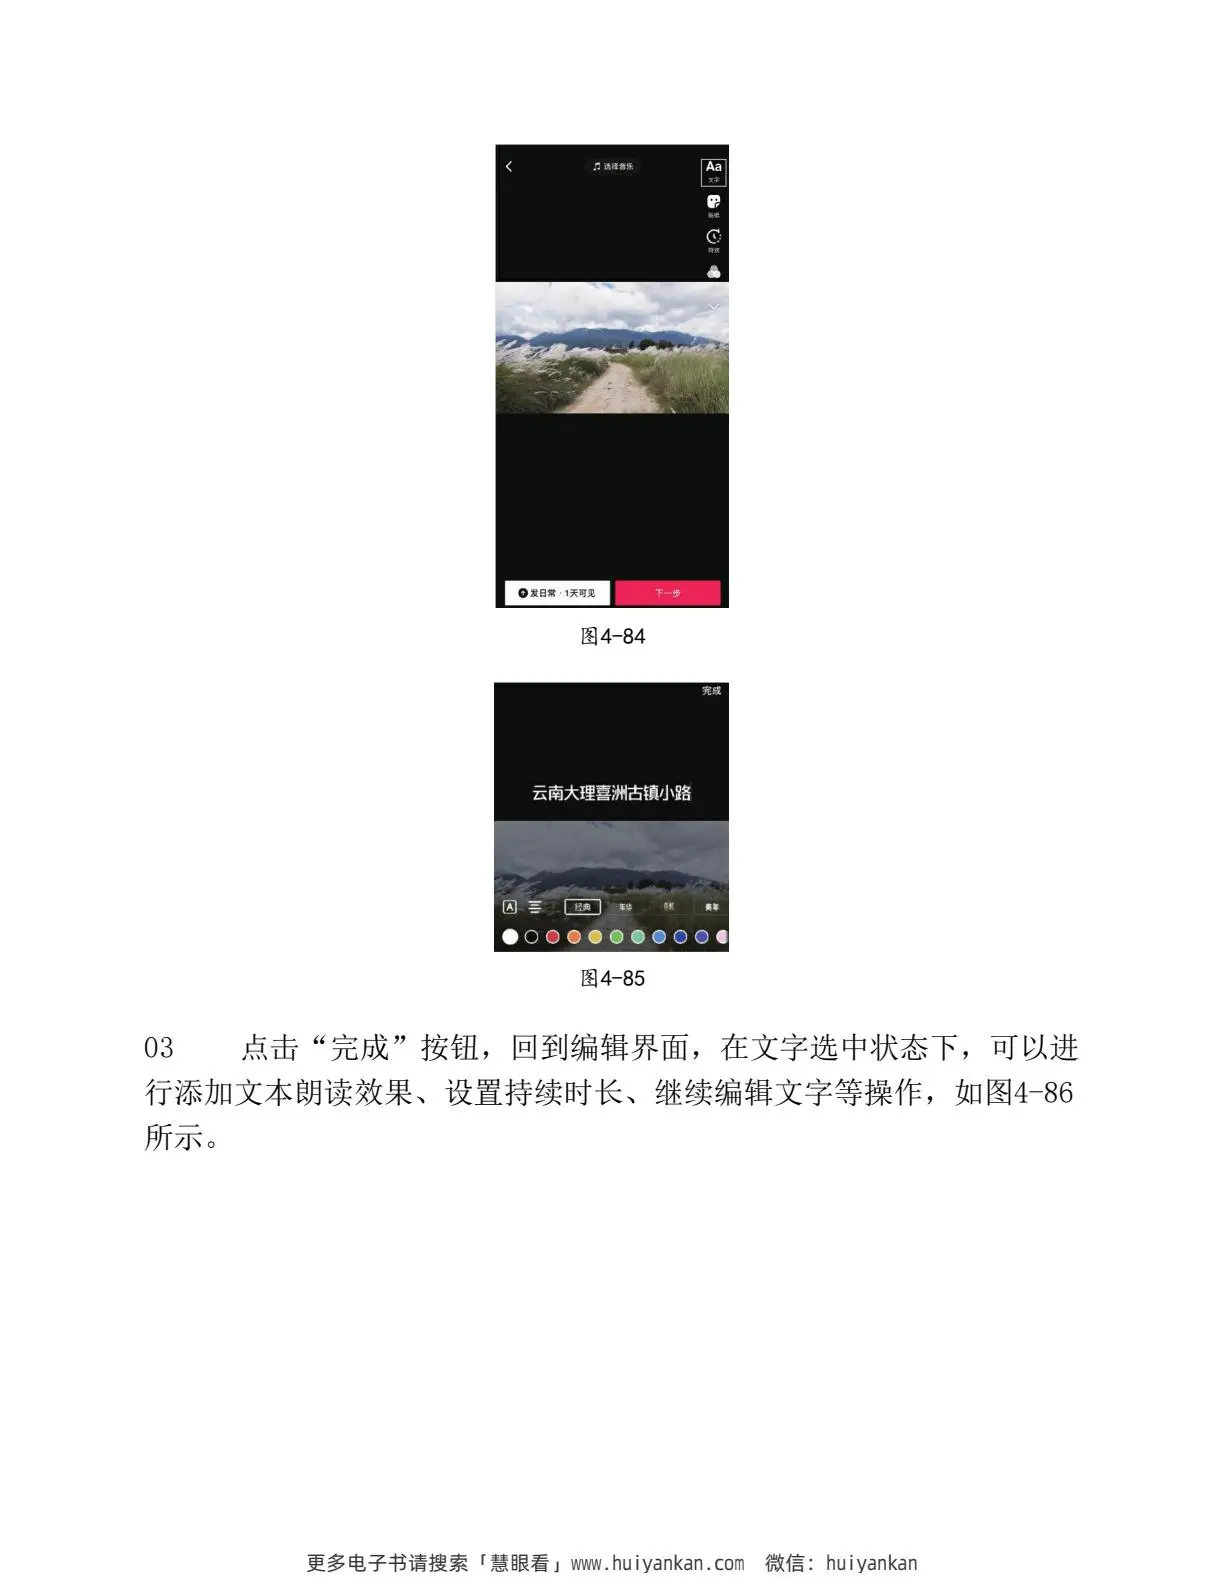 选择音乐
Aa
文字
贴纸
特效
发日常·1天可见
下一步
图4-84
完成
云南大理喜洲古镇小路
A
经典
图4-85
03 点击“完成”按钮，回到编辑界面，在文字选中状态下，可以进
行添加文本朗读效果、设置持续时长、继续编辑文字等操作，如图4-86
所示。
更多电子书请搜索「慧眼看」www.huiyankan.com 微信：huiyankan